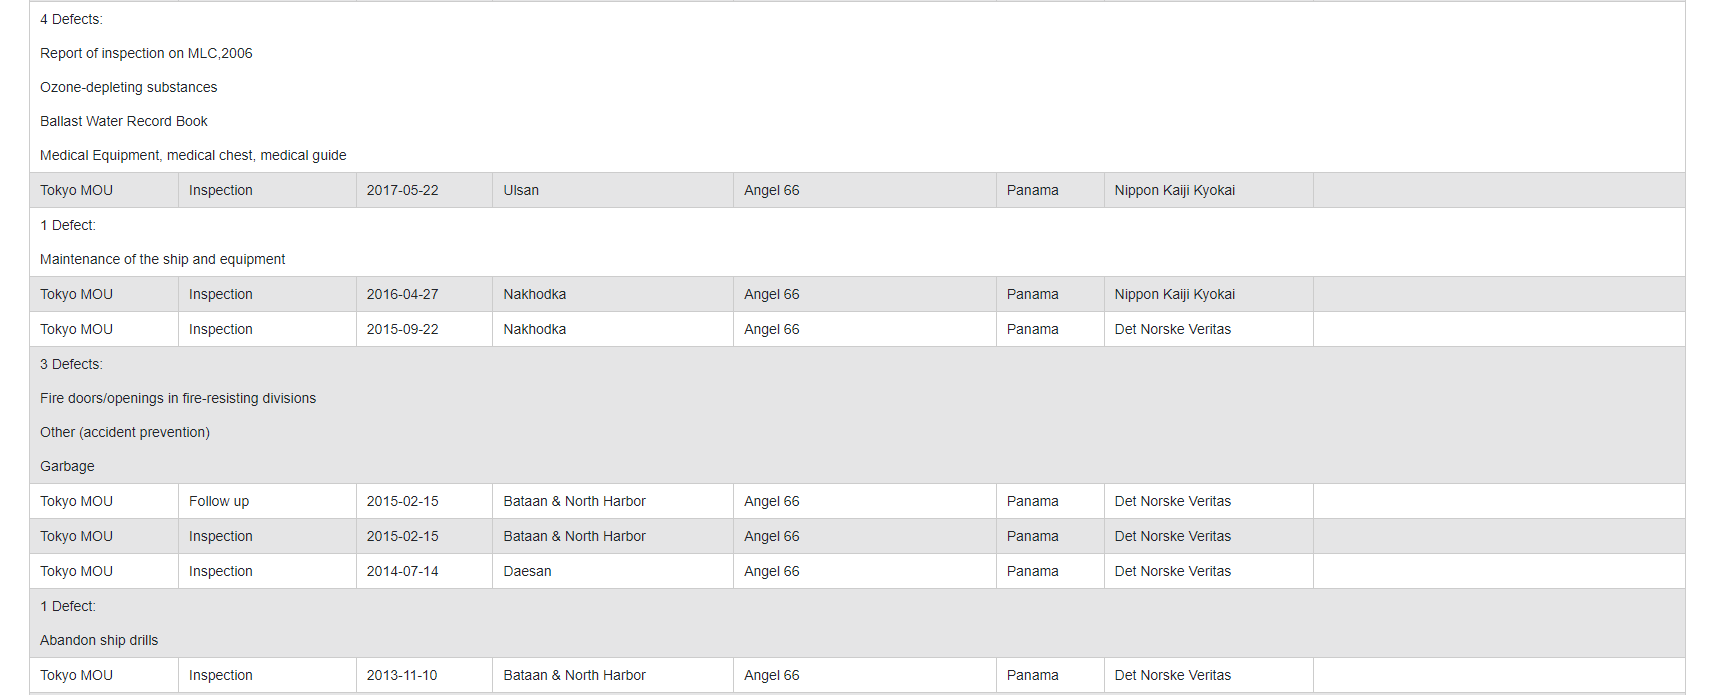 4 Defects:
Report of inspection on MLC,2006
Ozone-depleting substances
Ballast Water Record Book
Medical Equipment, medical chest, medical guide
Tokyo MOU Inspection 2017-05-22 Ulsan Angel 66 Panama Nippon Kaiji Kyokai
1 Defect:
Maintenance of the ship and equipment
Tokyo MOU Inspection 2016-04-27 Nakhodka Angel 66 Panama Nippon Kaiji Kyokai
Tokyo MOU Inspection 2015-09-22 Nakhodka Angel 66 Panama Det Norske Veritas
3 Defects:
Fire doors/openings in fire-resisting divisions
Other (accident prevention)
Garbage
Tokyo MOU Follow up 2015-02-15 Bataan & North Harbor Angel 66 Panama Det Norske Veritas
Tokyo MOU Inspection 2015-02-15 Bataan & North Harbor Angel 66 Panama Det Norske Veritas
Tokyo MOU Inspection 2014-07-14 Daesan Angel 66 Panama Det Norske Veritas
1 Defect:
Abandon ship drills
Tokyo MOU Inspection 2013-11-10 Bataan & North Harbor Angel 66 Panama Det Norske Veritas